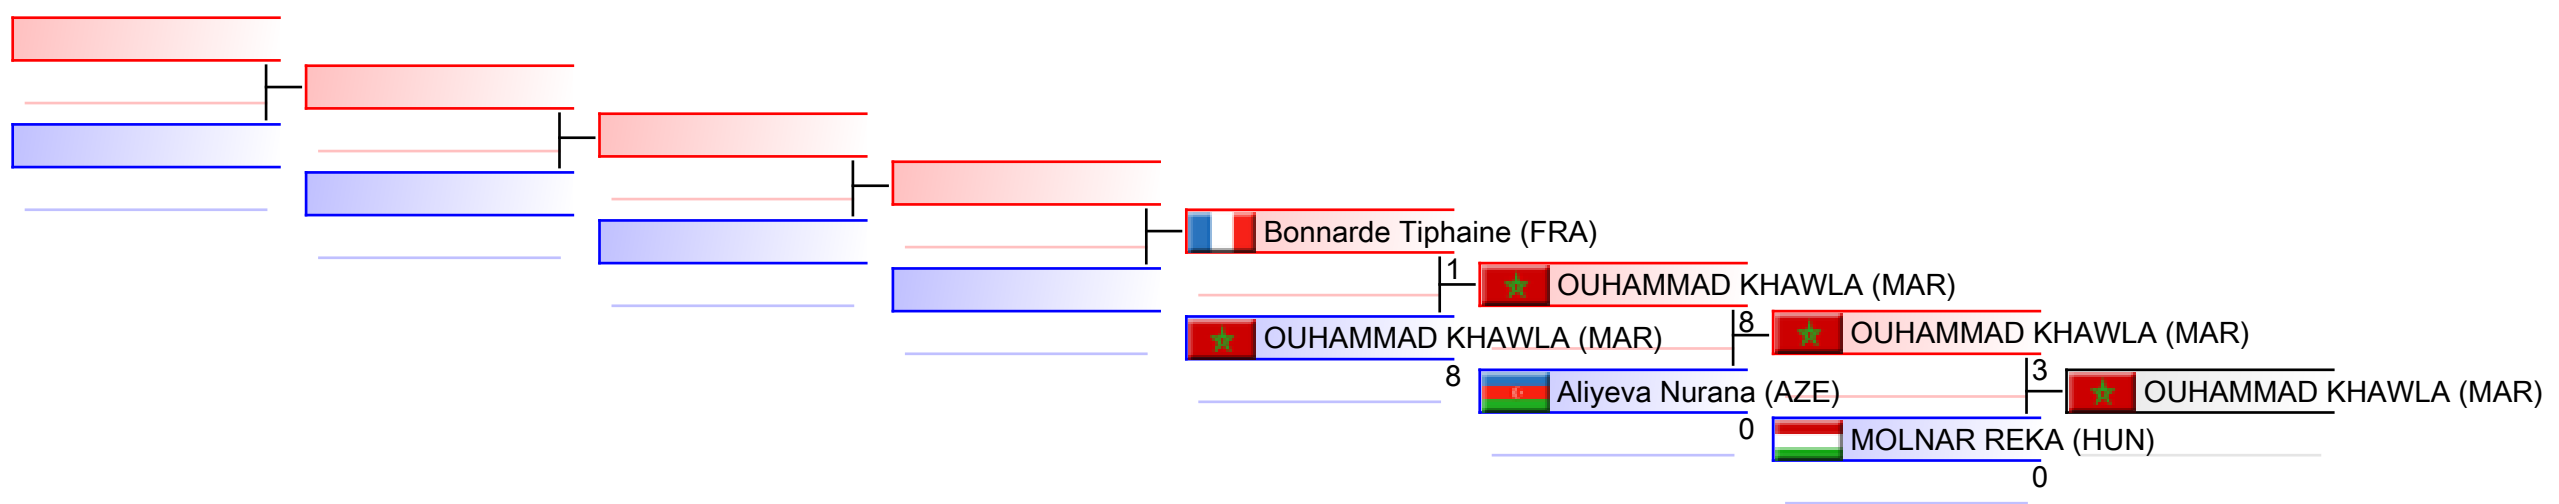 Bonnarde Tiphaine (FRA)
1
OUHAMMAD KHAWLA (MAR)
8
OUHAMMAD KHAWLA (MAR)
8
Aliyeva Nurana (AZE)
0
OUHAMMAD KHAWLA (MAR)
3
MOLNAR REKA (HUN)
0
OUHAMMAD KHAWLA (MAR)